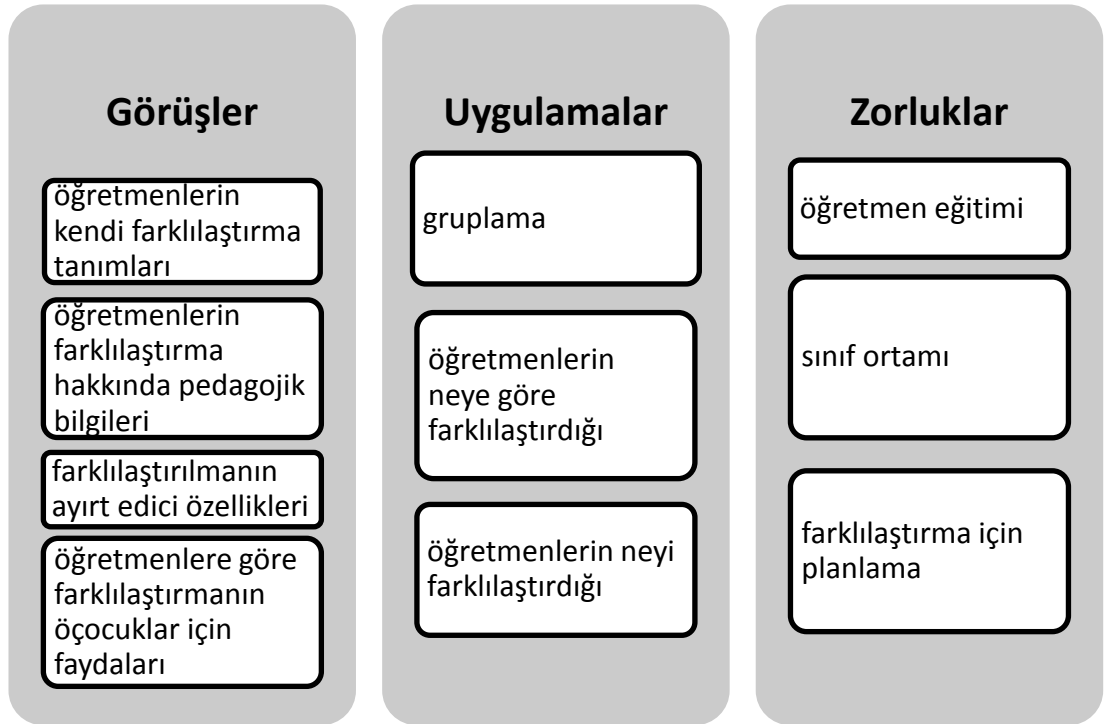 Görüşler
öğretmenlerin
kendi farklılaştırma
tanımları
öğretmenlerin
farklılaştırma
hakkında pedagojik
bilgileri
farklılaştırılmanın
ayırt edici özellikleri
öğretmenlere göre
farklılaştırmanın
öçocuklar için
faydaları
Uygulamalar
gruplama
öğretmenlerin
neye göre
farklılaştırdığı
öğretmenlerin neyi
farklılaştırdığı
Zorluklar
öğretmen eğitimi
sınıf ortamı
farklılaştırma için
planlama